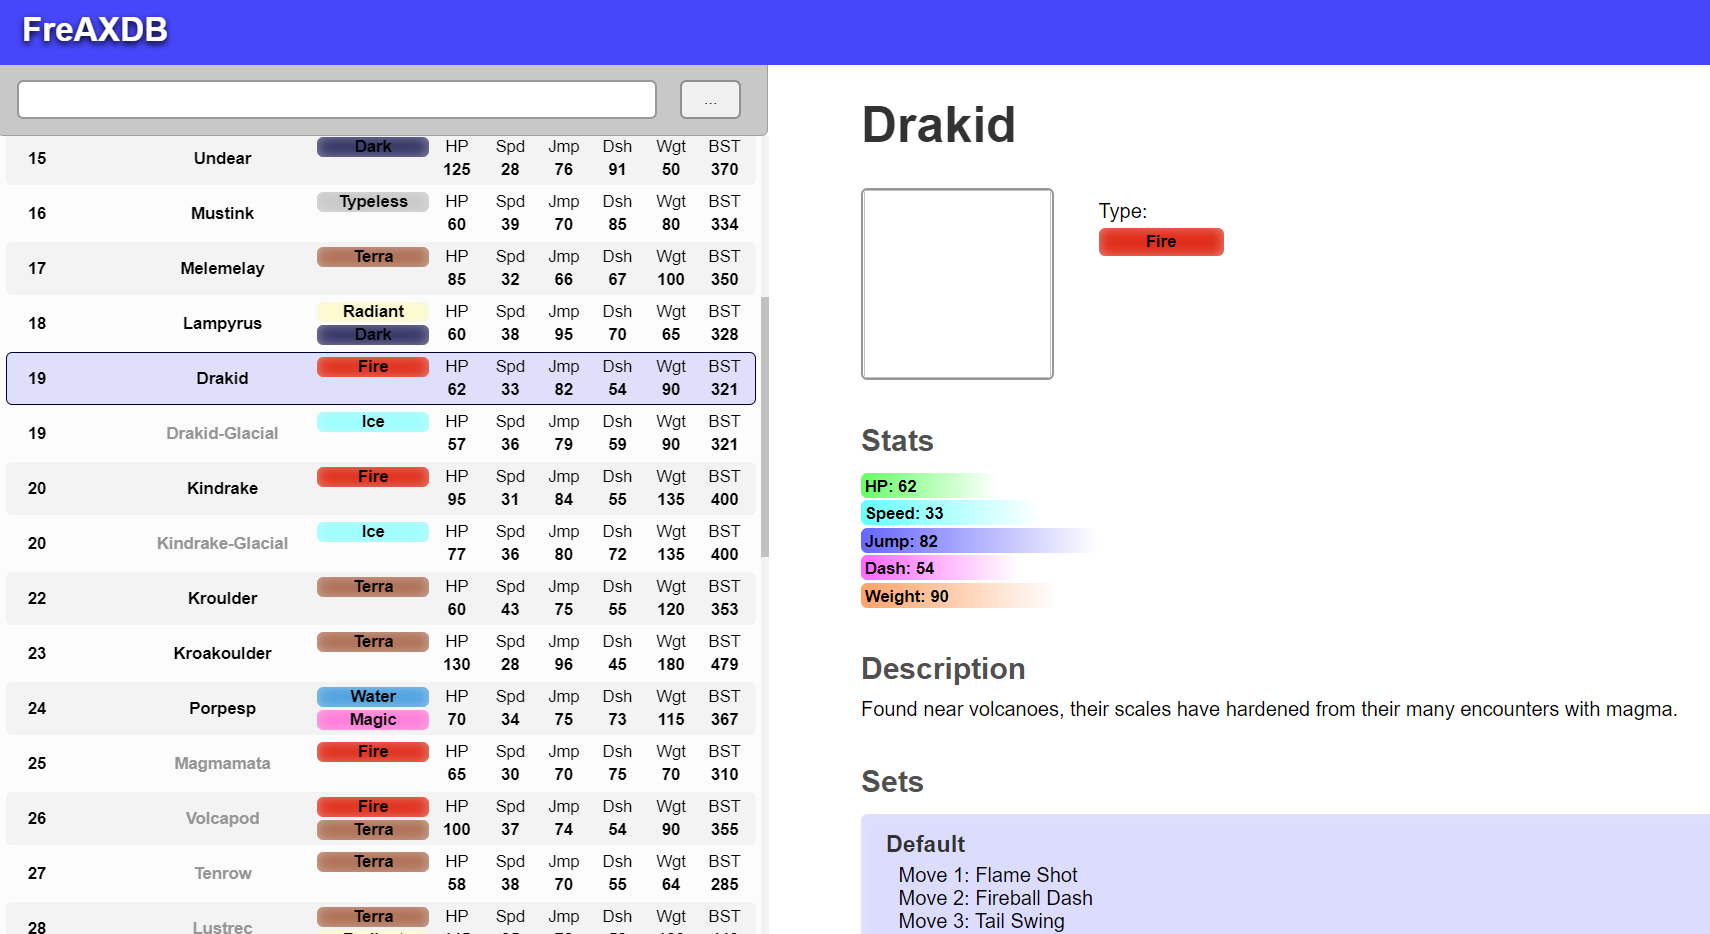 FreAXDB
...
15 Undear Dark HP Spd Jmp Dsh Wgt BST
125 28 76 91 50 370
16 Mustink Typeless HP Spd Jmp Dsh Wgt BST
60 39 70 85 80 334
17 Melemelay Terra HP Spd Jmp Dsh Wgt BST
85 32 66 67 100 350
18 Lampyrus Radiant HP Spd Jmp Dsh Wgt BST
Dark 60 38 95 70 65 328
19 Drakid Fire HP Spd Jmp Dsh Wgt BST
62 33 82 54 90 321
19 Drakid-Glacial Ice HP Spd Jmp Dsh Wgt BST
57 36 79 59 90 321
20 Kindrake Fire HP Spd Jmp Dsh Wgt BST
95 31 84 55 135 400
20 Kindrake-Glacial Ice HP Spd Jmp Dsh Wgt BST
77 36 80 72 135 400
22 Kroulder Terra HP Spd Jmp Dsh Wgt BST
60 43 75 55 120 353
23 Kroakoulder Terra HP Spd Jmp Dsh Wgt BST
130 28 96 45 180 479
24 Porpesp Water HP Spd Jmp Dsh Wgt BST
Magic 70 34 75 73 115 367
25 Magmamata Fire HP Spd Jmp Dsh Wgt BST
65 30 70 75 70 310
26 Volcapod Fire HP Spd Jmp Dsh Wgt BST
Terra 100 37 74 54 90 355
27 Tenrow Terra HP Spd Jmp Dsh Wgt BST
58 38 70 55 64 285
28 Lustrec Terra HP Spd Jmp Dsh Wgt BST
Drakid
Type:
Fire
Stats
HP: 62
Speed: 33
Jump: 82
Dash: 54
Weight: 90
Description
Found near volcanoes, their scales have hardened from their many encounters with magma.
Sets
Default
Move 1: Flame Shot
Move 2: Fireball Dash
Move 3: Tail Swing